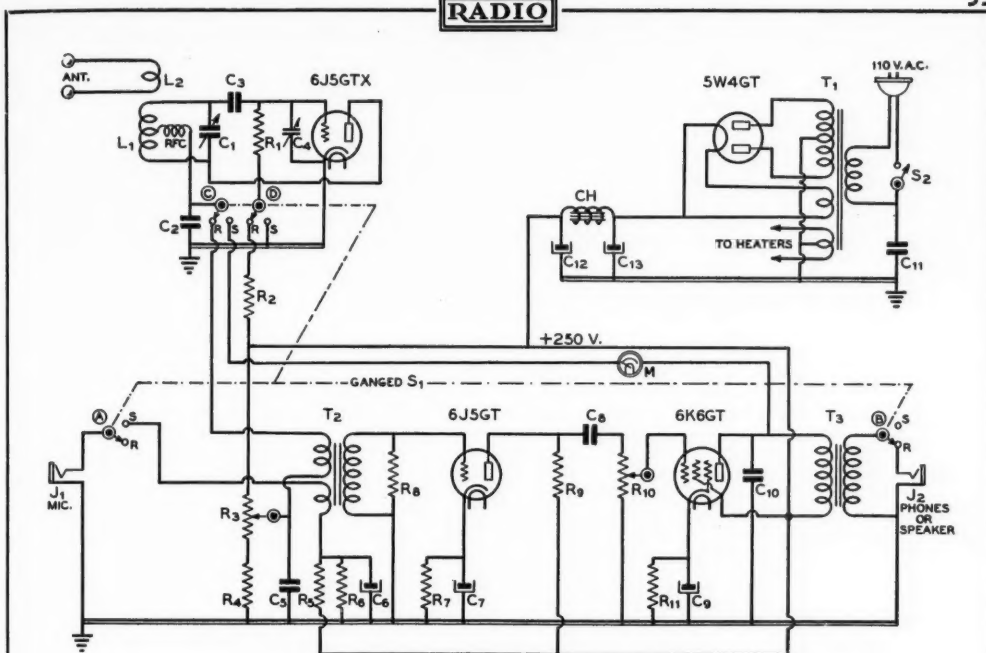 RADIO
ANT.
L2
C3
6J5GTX
5W4GT
T1
110 V. A.C.
L1
RFC
C1
R1
C4
S2
C
D
CH
C2
R
S
R
S
C12
C13
TO HEATERS
C11
R2
+250 V.
M
GANGED S1
A
S
R
T2
6J5GT
C8
6K6GT
T3
B
S
R
J1
MIC.
R3
R8
R9
R10
C10
J2
PHONES
OR
SPEAKER
R4
C5
R5
R6
C6
R7
C7
R11
C9